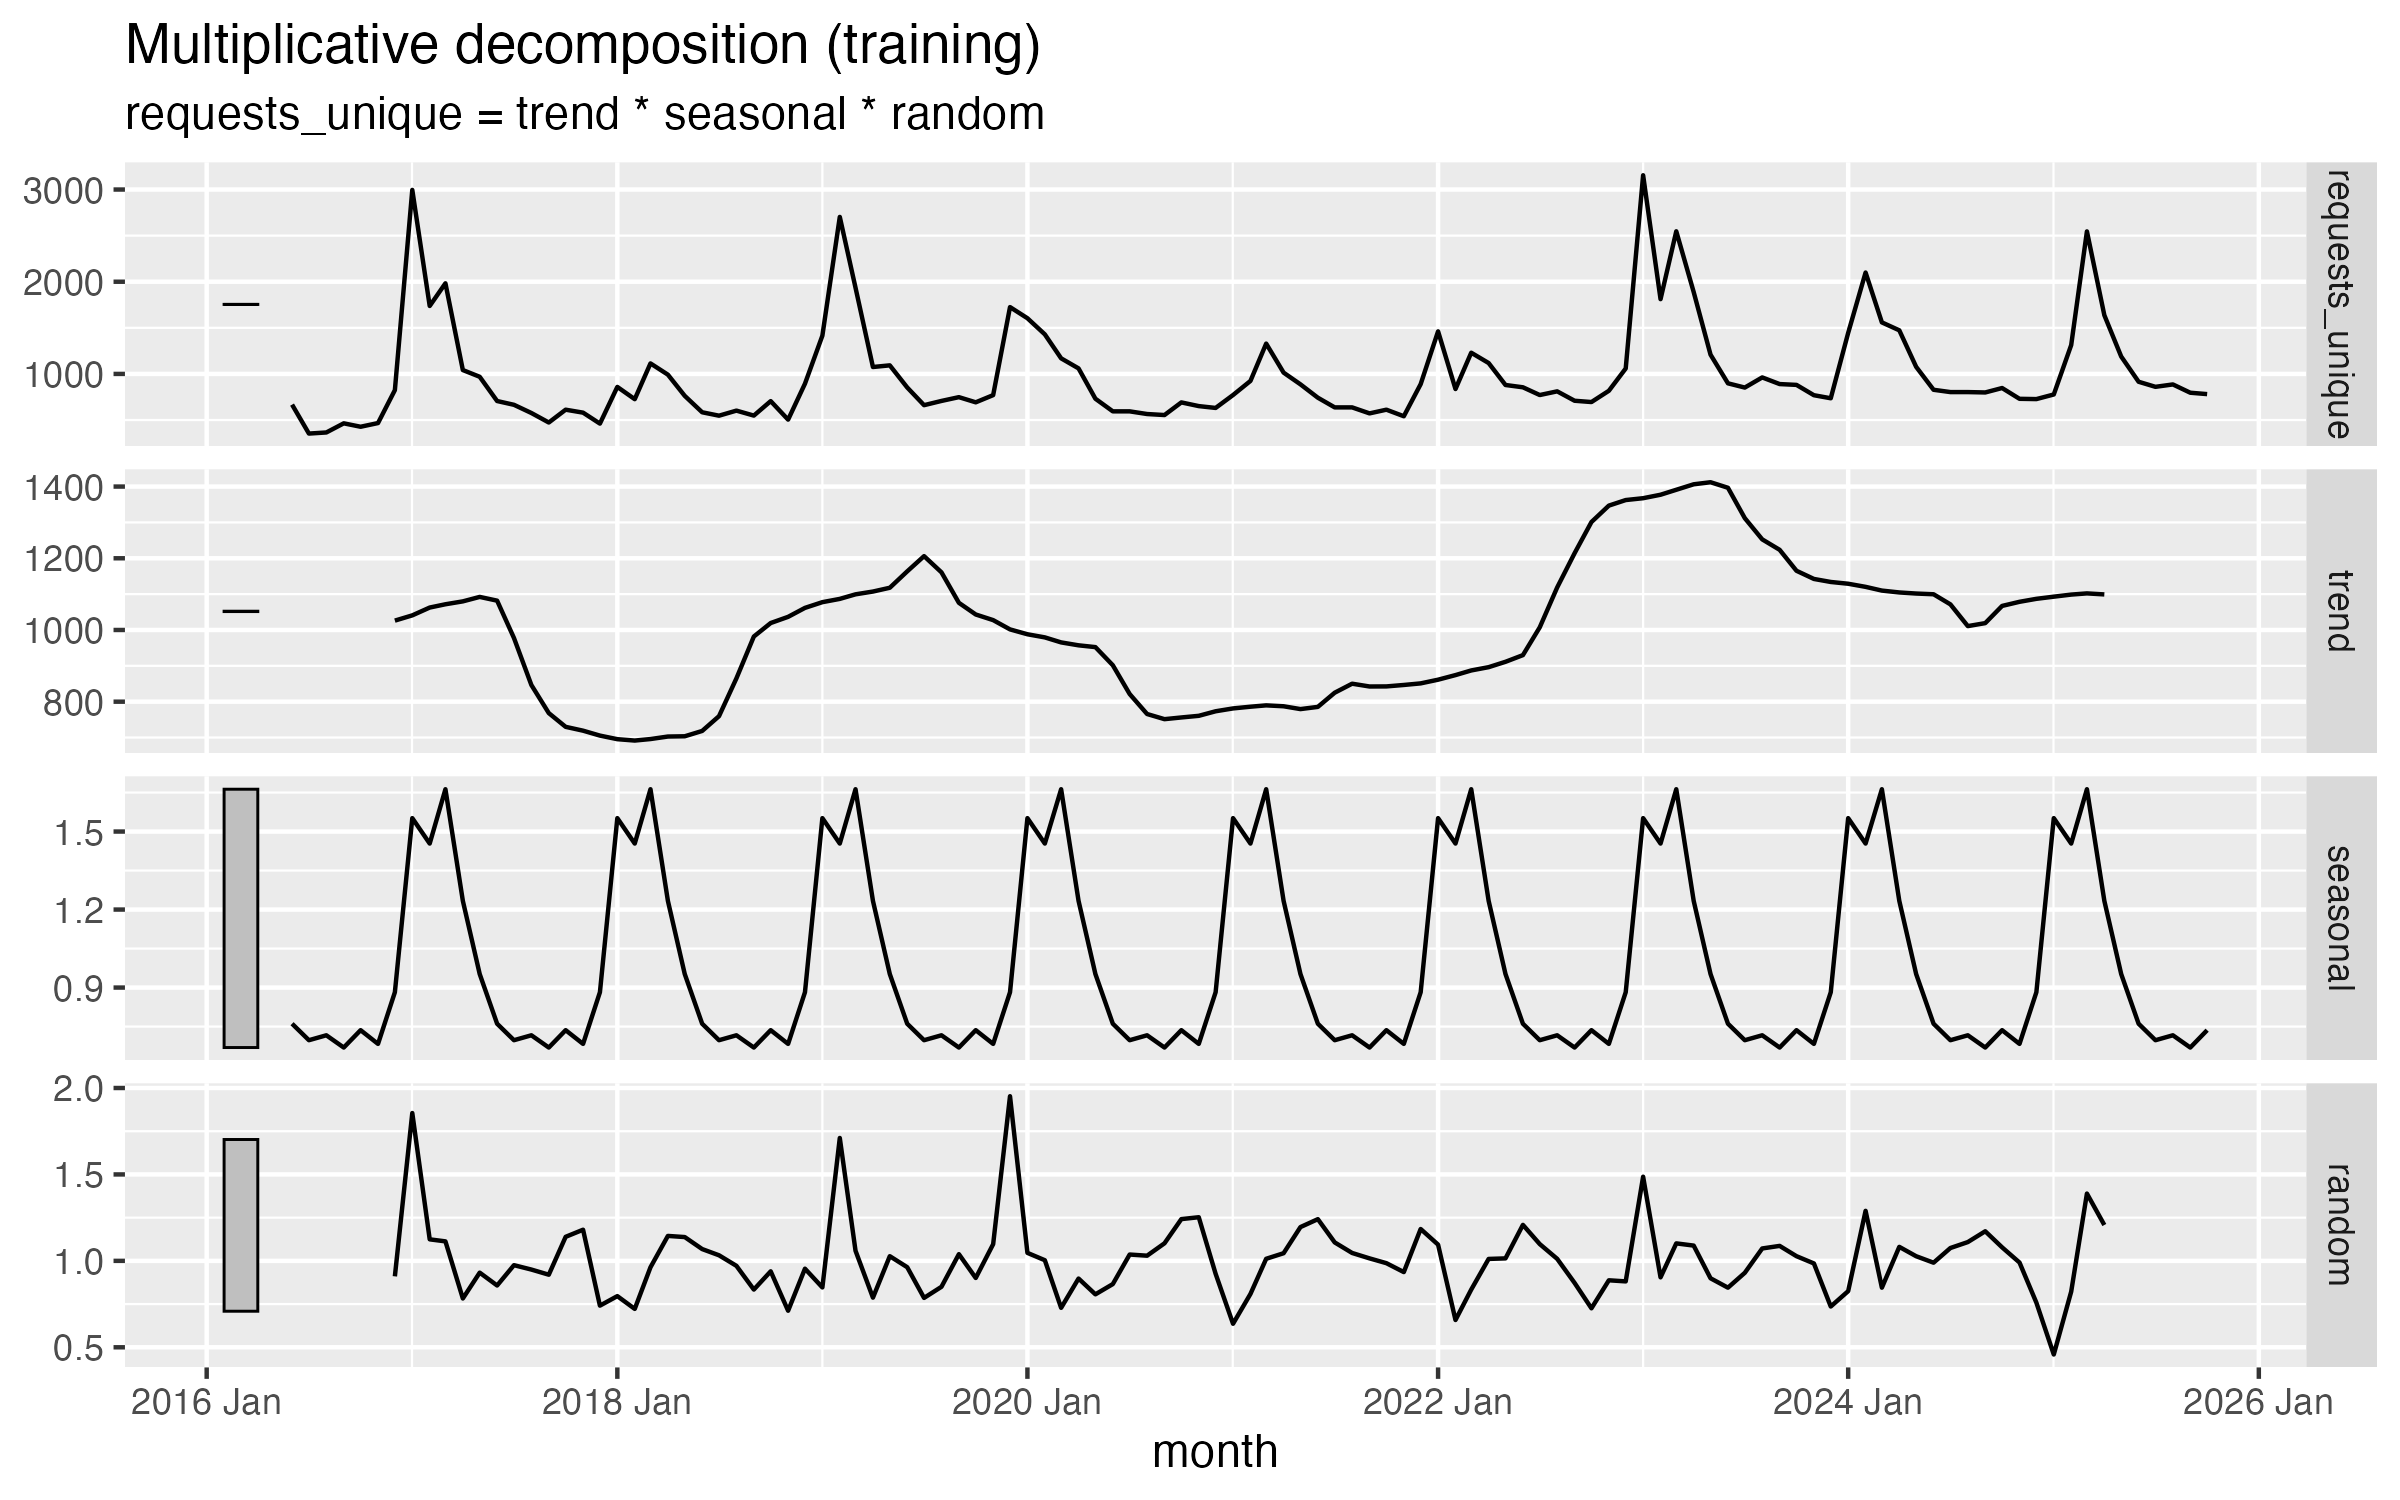 Multiplicative decomposition (training)
requests_unique = trend * seasonal * random
3000
2000
1000
requests_unique
1400
1200
1000
800
trend
1.5
1.2
0.9
seasonal
2.0
1.5
1.0
0.5
random
2016 Jan 2018 Jan 2020 Jan 2022 Jan 2024 Jan 2026 Jan
month